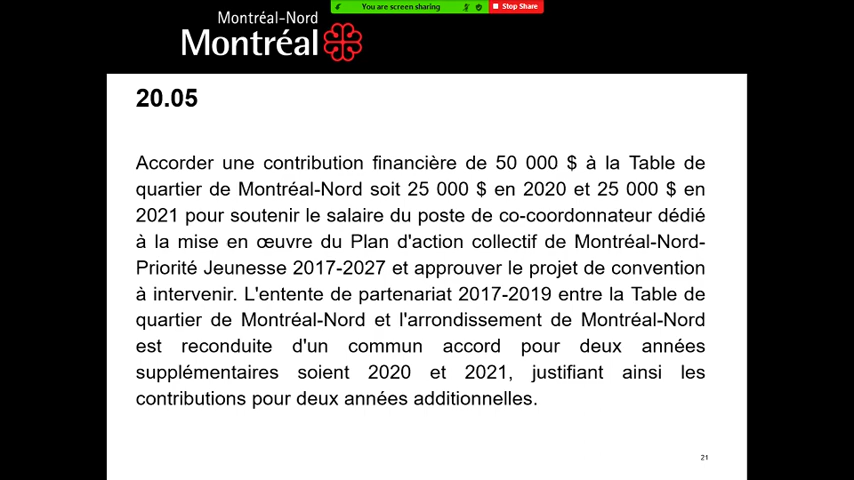 You are screen sharing
Stop Share
Montréal-Nord
Montréal
20.05
Accorder une contribution financière de 50 000 $ à la Table de
quartier de Montréal-Nord soit 25 000 $ en 2020 et 25 000 $ en
2021 pour soutenir le salaire du poste de co-coordonnateur dédié
à la mise en œuvre du Plan d'action collectif de Montréal-Nord-
Priorité Jeunesse 2017-2027 et approuver le projet de convention
à intervenir. L'entente de partenariat 2017-2019 entre la Table de
quartier de Montréal-Nord et l'arrondissement de Montréal-Nord
est reconduite d'un commun accord pour deux années
supplémentaires soient 2020 et 2021, justifiant ainsi les
contributions pour deux années additionnelles.
21